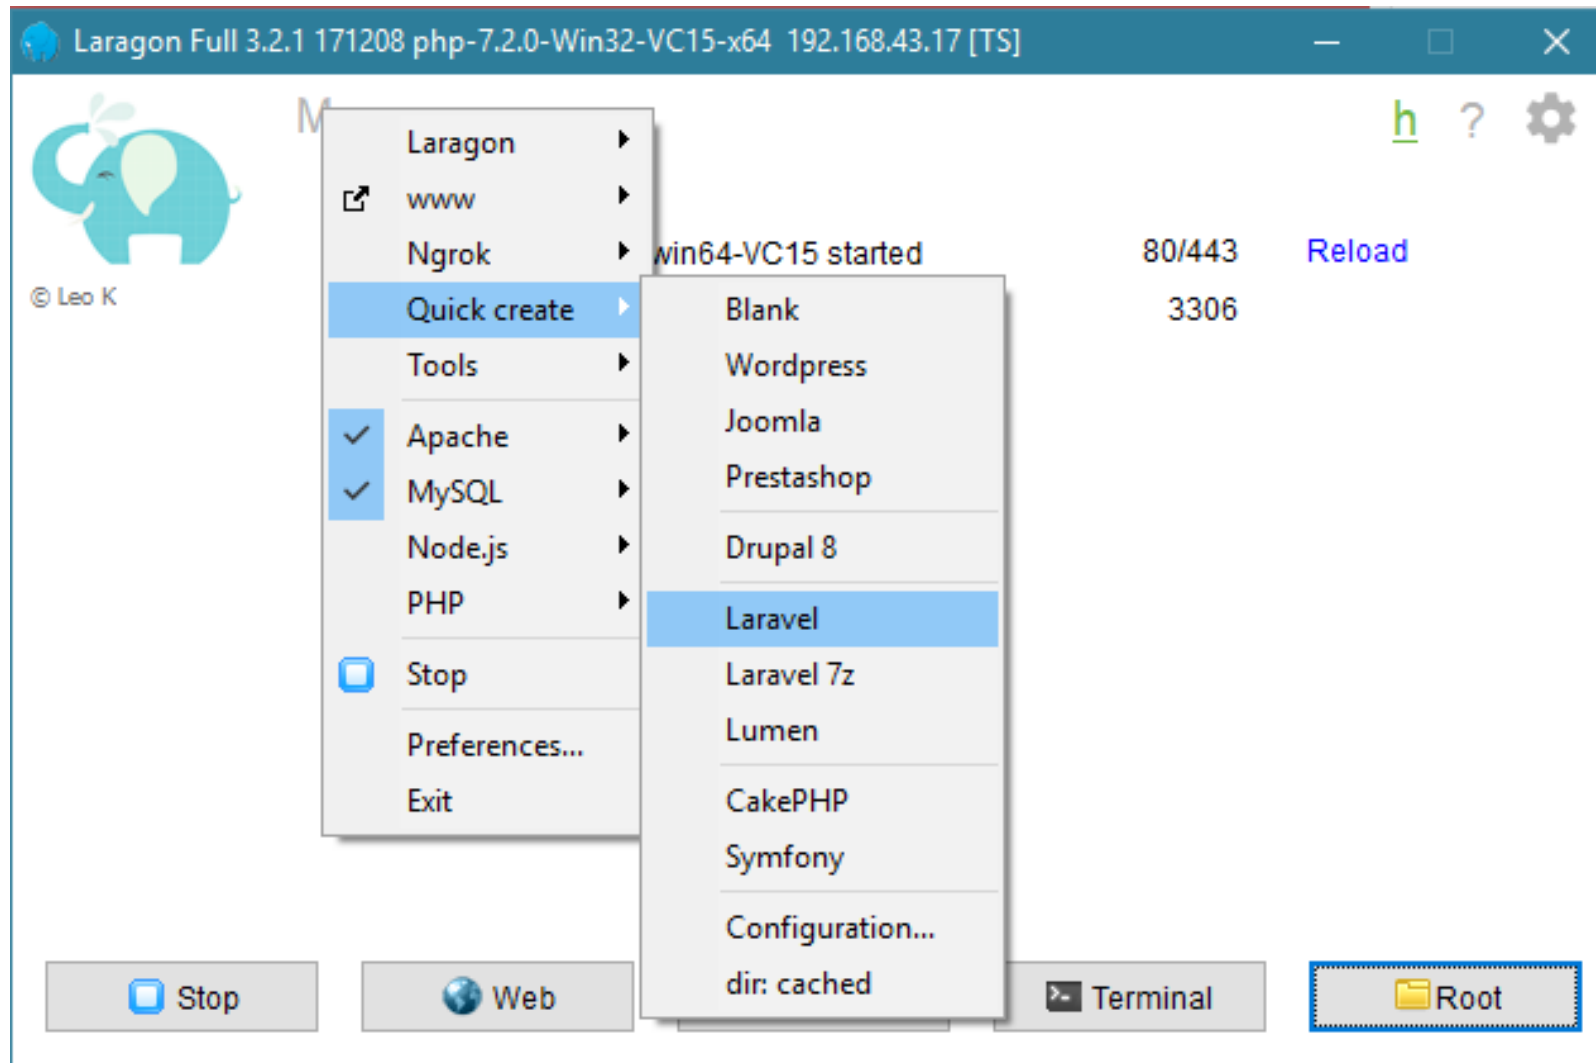 Laragon Full 3.2.1 171208 php-7.2.0-Win32-VC15-x64 192.168.43.17 [TS]
h ?
© Leo K
Laragon
www
Ngrok
Quick create
Tools
Apache
MySQL
Node.js
PHP
Stop
Preferences...
Exit
win64-VC15 started 80/443 Reload
3306
Blank
Wordpress
Joomla
Prestashop
Drupal 8
Laravel
Laravel 7z
Lumen
CakePHP
Symfony
Configuration...
dir: cached
Stop Web Terminal Root